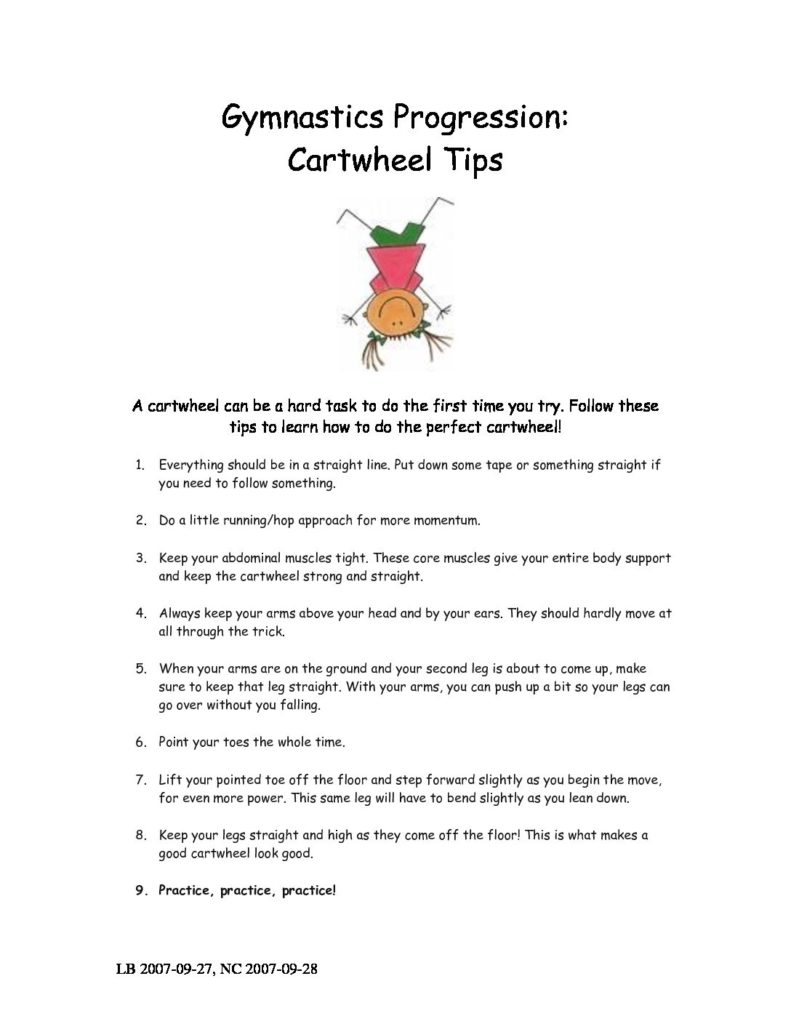 Gymnastics Progression:
Cartwheel Tips
A cartwheel can be a hard task to do the first time you try. Follow these
tips to learn how to do the perfect cartwheel!
1. Everything should be in a straight line. Put down some tape or something straight if
you need to follow something.
2. Do a little running/hop approach for more momentum.
3. Keep your abdominal muscles tight. These core muscles give your entire body support
and keep the cartwheel strong and straight.
4. Always keep your arms above your head and by your ears. They should hardly move at
all through the trick.
5. When your arms are on the ground and your second leg is about to come up, make
sure to keep that leg straight. With your arms, you can push up a bit so your legs can
go over without you falling.
6. Point your toes the whole time.
7. Lift your pointed toe off the floor and step forward slightly as you begin the move,
for even more power. This same leg will have to bend slightly as you lean down.
8. Keep your legs straight and high as they come off the floor! This is what makes a
good cartwheel look good.
9. Practice, practice, practice!
LB 2007-09-27, NC 2007-09-28